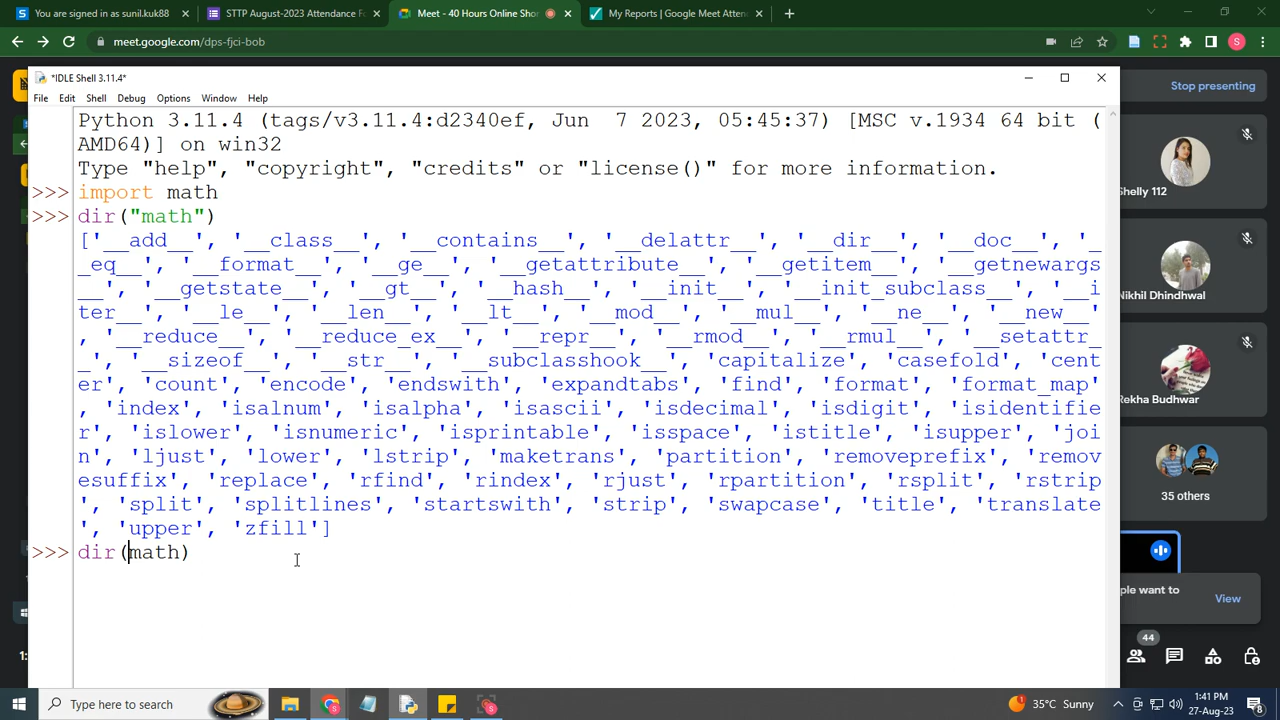 You are signed in as sunil.kuk88
STTP August-2023 Attendance F
Meet - 40 Hours Online Shor
My Reports | Google Meet Atten
meet.google.com/dps-fjci-bob
*IDLE Shell 3.11.4*
File Edit Shell Debug Options Window Help
Stop presenting
Python 3.11.4 (tags/v3.11.4:d2340ef, Jun  7 2023, 05:45:37) [MSC v.1934 64 bit (
AMD64)] on win32
Type "help", "copyright", "credits" or "license()" for more information.
>>> import math
>>> dir("math")
['__add__', '__class__', '__contains__', '__delattr__', '__dir__', '__doc__', '_
_eq__', '__format__', '__ge__', '__getattribute__', '__getitem__', '__getnewargs
__', '__getstate__', '__gt__', '__hash__', '__init__', '__init_subclass__', '__i
ter__', '__le__', '__len__', '__lt__', '__mod__', '__mul__', '__ne__', '__new__'
, '__reduce__', '__reduce_ex__', '__repr__', '__rmod__', '__rmul__', '__setattr_
_', '__sizeof__', '__str__', '__subclasshook__', 'capitalize', 'casefold', 'cent
er', 'count', 'encode', 'endswith', 'expandtabs', 'find', 'format', 'format_map'
, 'index', 'isalnum', 'isalpha', 'isascii', 'isdecimal', 'isdigit', 'isidentifie
r', 'islower', 'isnumeric', 'isprintable', 'isspace', 'istitle', 'isupper', 'joi
n', 'ljust', 'lower', 'lstrip', 'maketrans', 'partition', 'removeprefix', 'remov
esuffix', 'replace', 'rfind', 'rindex', 'rjust', 'rpartition', 'rsplit', 'rstrip
', 'split', 'splitlines', 'startswith', 'strip', 'swapcase', 'title', 'translate
', 'upper', 'zfill']
>>> dir(math)
Shelly 112
Nikhil Dhindhwal
Rekha Budhwar
35 others
ple want to
View
44
1:
Type here to search
35°C Sunny
1:41 PM
27-Aug-23
8